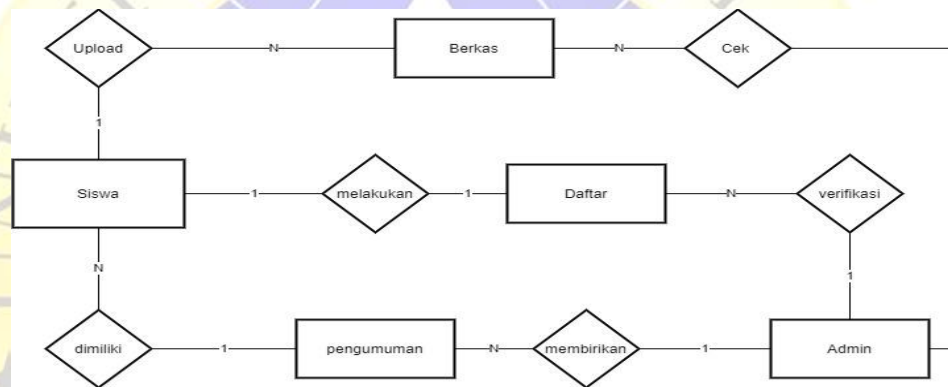 Upload
N
Berkas
N
Cek
1
Siswa
1
melakukan
1
Daftar
N
verifikasi
N
1
dimiliki
1
pengumuman
N
membirikan
1
Admin